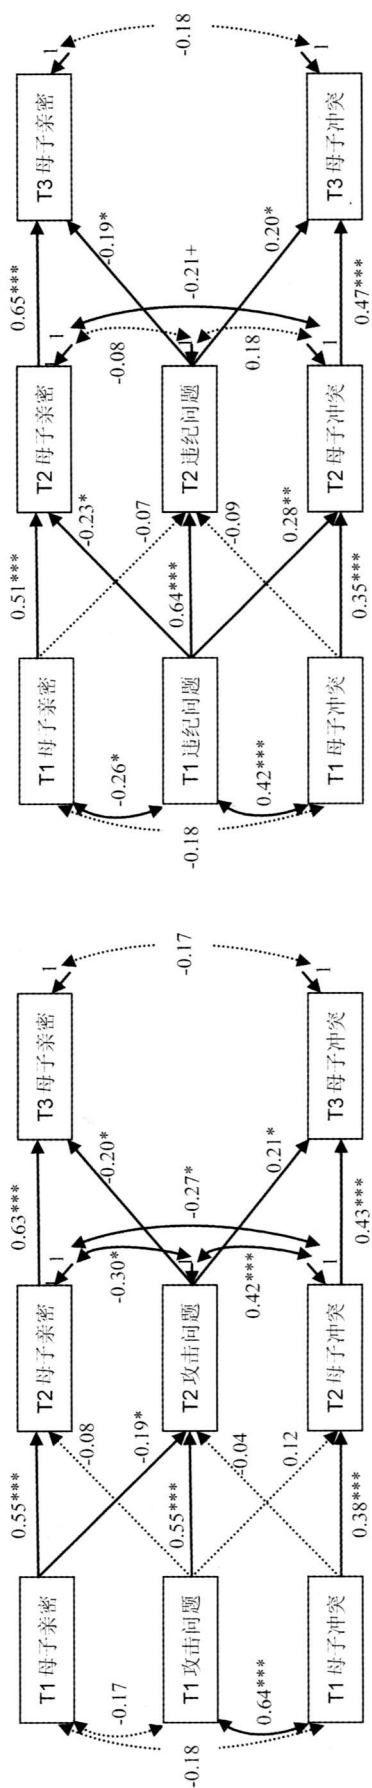 T1 母子亲密
0.55***
T2 母子亲密
0.63***
T3 母子亲密
1
1
-0.08
-0.17
-0.19*
-0.30*
-0.20*
-0.18
T1 攻击问题
0.55***
T2 攻击问题
1
-0.27*
-0.17
0.64***
-0.04
0.12
0.42***
0.21*
1
1
T1 母子冲突
0.38***
T2 母子冲突
0.43***
T3 母子冲突
T1 母子亲密
0.51***
T2 母子亲密
0.65***
T3 母子亲密
1
1
-0.23*
-0.26*
-0.07
-0.08
-0.19*
-0.18
T1 违纪问题
0.64***
T2 违纪问题
1
-0.21+
-0.18
0.42***
-0.09
0.28**
0.18
0.20*
1
1
T1 母子冲突
0.35***
T2 母子冲突
0.47***
T3 母子冲突